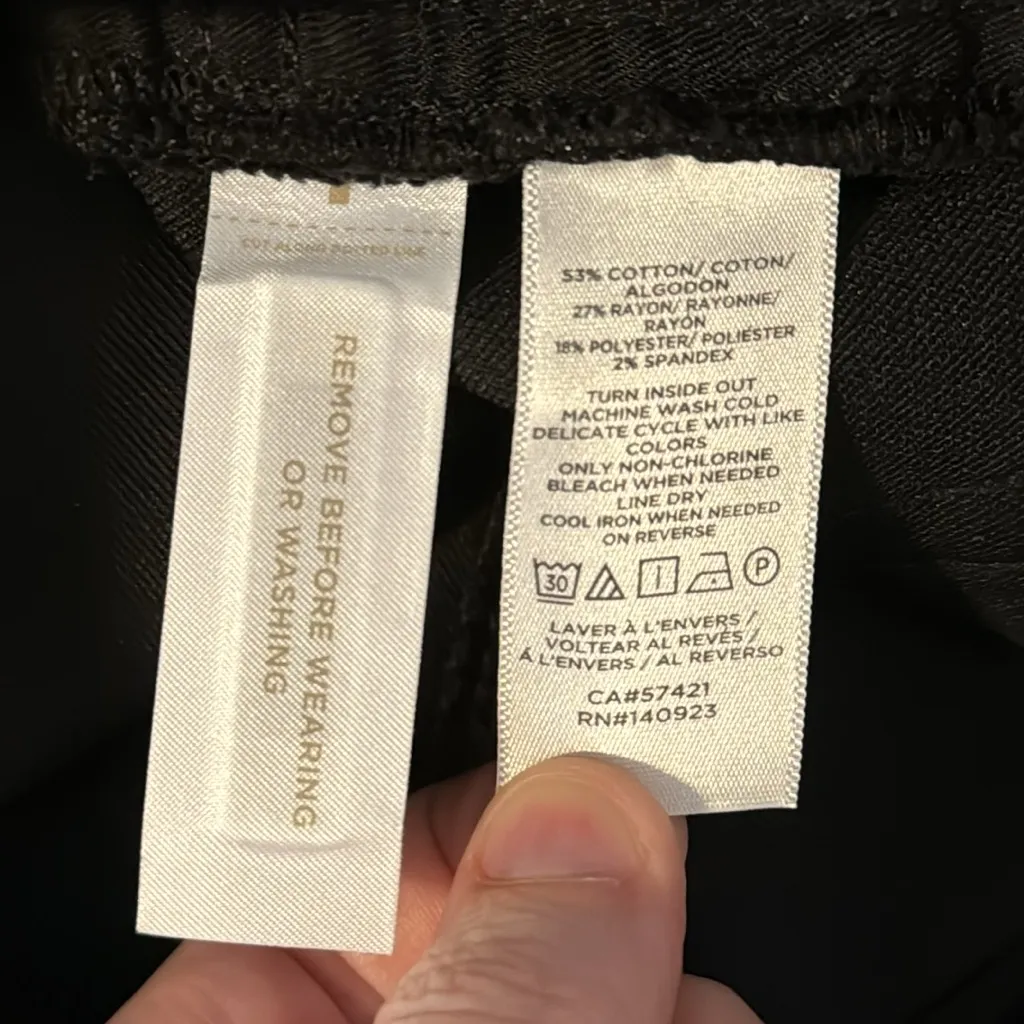 CUT ALONG DOTTED LINE
REMOVE BEFORE WEARING
OR WASHING
53% COTTON/ COTON/
ALGODON
27% RAYON/ RAYONNE/
RAYÓN
18% POLYESTER/ POLIÉSTER
2% SPANDEX
TURN INSIDE OUT
MACHINE WASH COLD
DELICATE CYCLE WITH LIKE
COLORS
ONLY NON-CHLORINE
BLEACH WHEN NEEDED
LINE DRY
COOL IRON WHEN NEEDED
ON REVERSE
30 P
LAVER À L'ENVERS /
VOLTEAR AL REVÉS /
À L'ENVERS / AL REVERSO
CA#57421
RN#140923